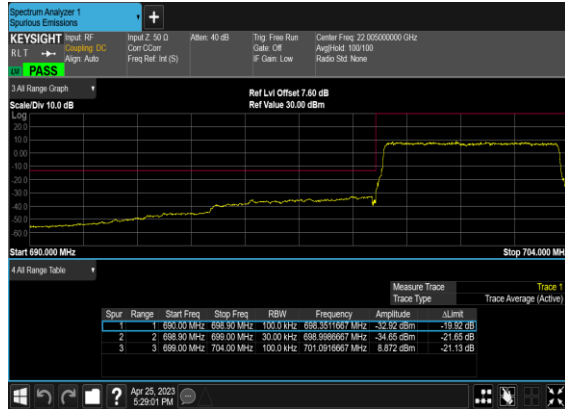 Spectrum Analyzer 1
Spurious Emissions
+
KEYSIGHT Input: RF Input Z: 50 Ω Atten: 40 dB Trig: Free Run Center Freq: 22.005000000 GHz
RLT Coupling: DC Corr CCorr Gate: Off Avg|Hold: 100/100
Align: Auto Freq Ref: Int (S) IF Gain: Low Radio Std: None
LW PASS
3 All Range Graph
Ref Lvl Offset 7.60 dB
Scale/Div 10.0 dB Ref Value 30.00 dBm
Log
20.0
10.0
0.00
-10.0
-20.0
-30.0
-40.0
-50.0
-60.0
Start 690.000 MHz Stop 704.000 MH
4 All Range Table
Measure Trace Trace 1
Trace Type Trace Average (Active)
Spur Range Start Freq Stop Freq RBW Frequency Amplitude ΔLimit
1 1 690.00 MHz 698.90 MHz 100.0 kHz 698.3511667 MHz -32.92 dBm -19.92 dB
2 2 698.90 MHz 699.00 MHz 30.00 kHz 698.9986667 MHz -34.65 dBm -21.65 dB
3 3 699.00 MHz 704.00 MHz 100.0 kHz 701.0916667 MHz 8.872 dBm -21.13 dB
? Apr 25, 2023
5:29:01 PM